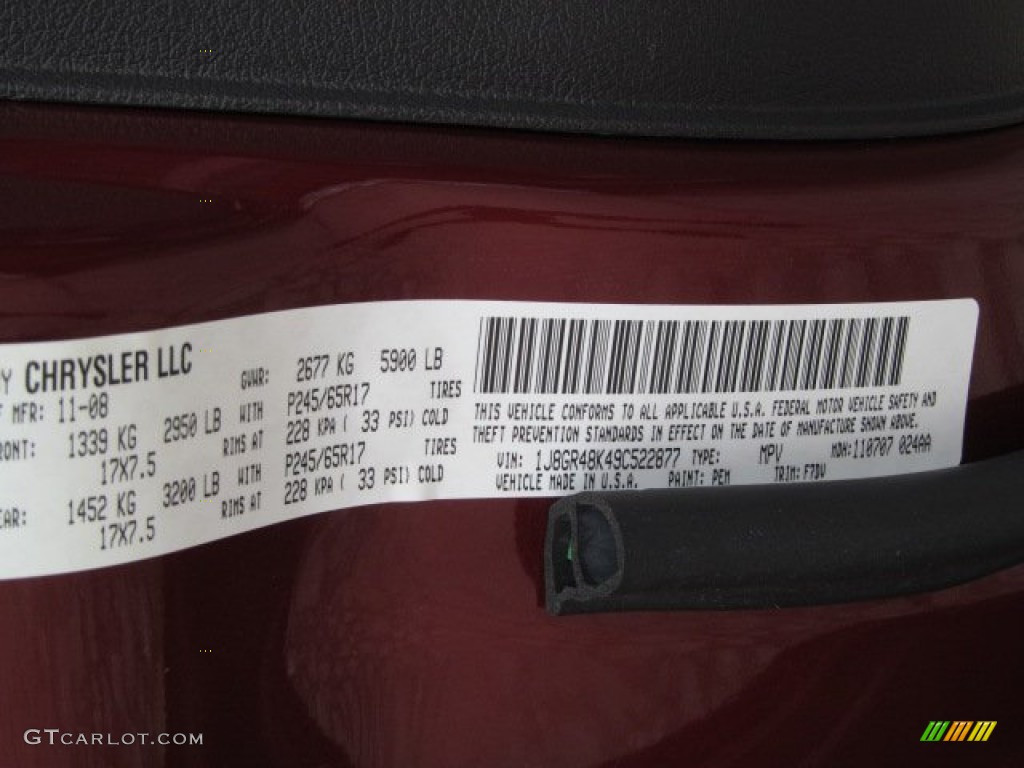 Y CHRYSLER LLC
GVWR: 2677 KG 5900 LB
F MFR: 11-08
WITH P245/65R17 TIRES
RONT: 1339 KG 2950 LB
RIMS AT 228 KPA ( 33 PSI) COLD
17X7.5
WITH P245/65R17 TIRES
EAR: 1452 KG 3200 LB
RIMS AT 228 KPA ( 33 PSI) COLD
17X7.5
THIS VEHICLE CONFORMS TO ALL APPLICABLE U.S.A. FEDERAL MOTOR VEHICLE SAFETY AND
THEFT PREVENTION STANDARDS IN EFFECT ON THE DATE OF MANUFACTURE SHOWN ABOVE.
VIN: 1J8GR48K49C522877 TYPE: MPV MDH:110707 024AA
VEHICLE MADE IN U.S.A. PAINT: PEM TRIM: F7DV
GTCARLOT.COM